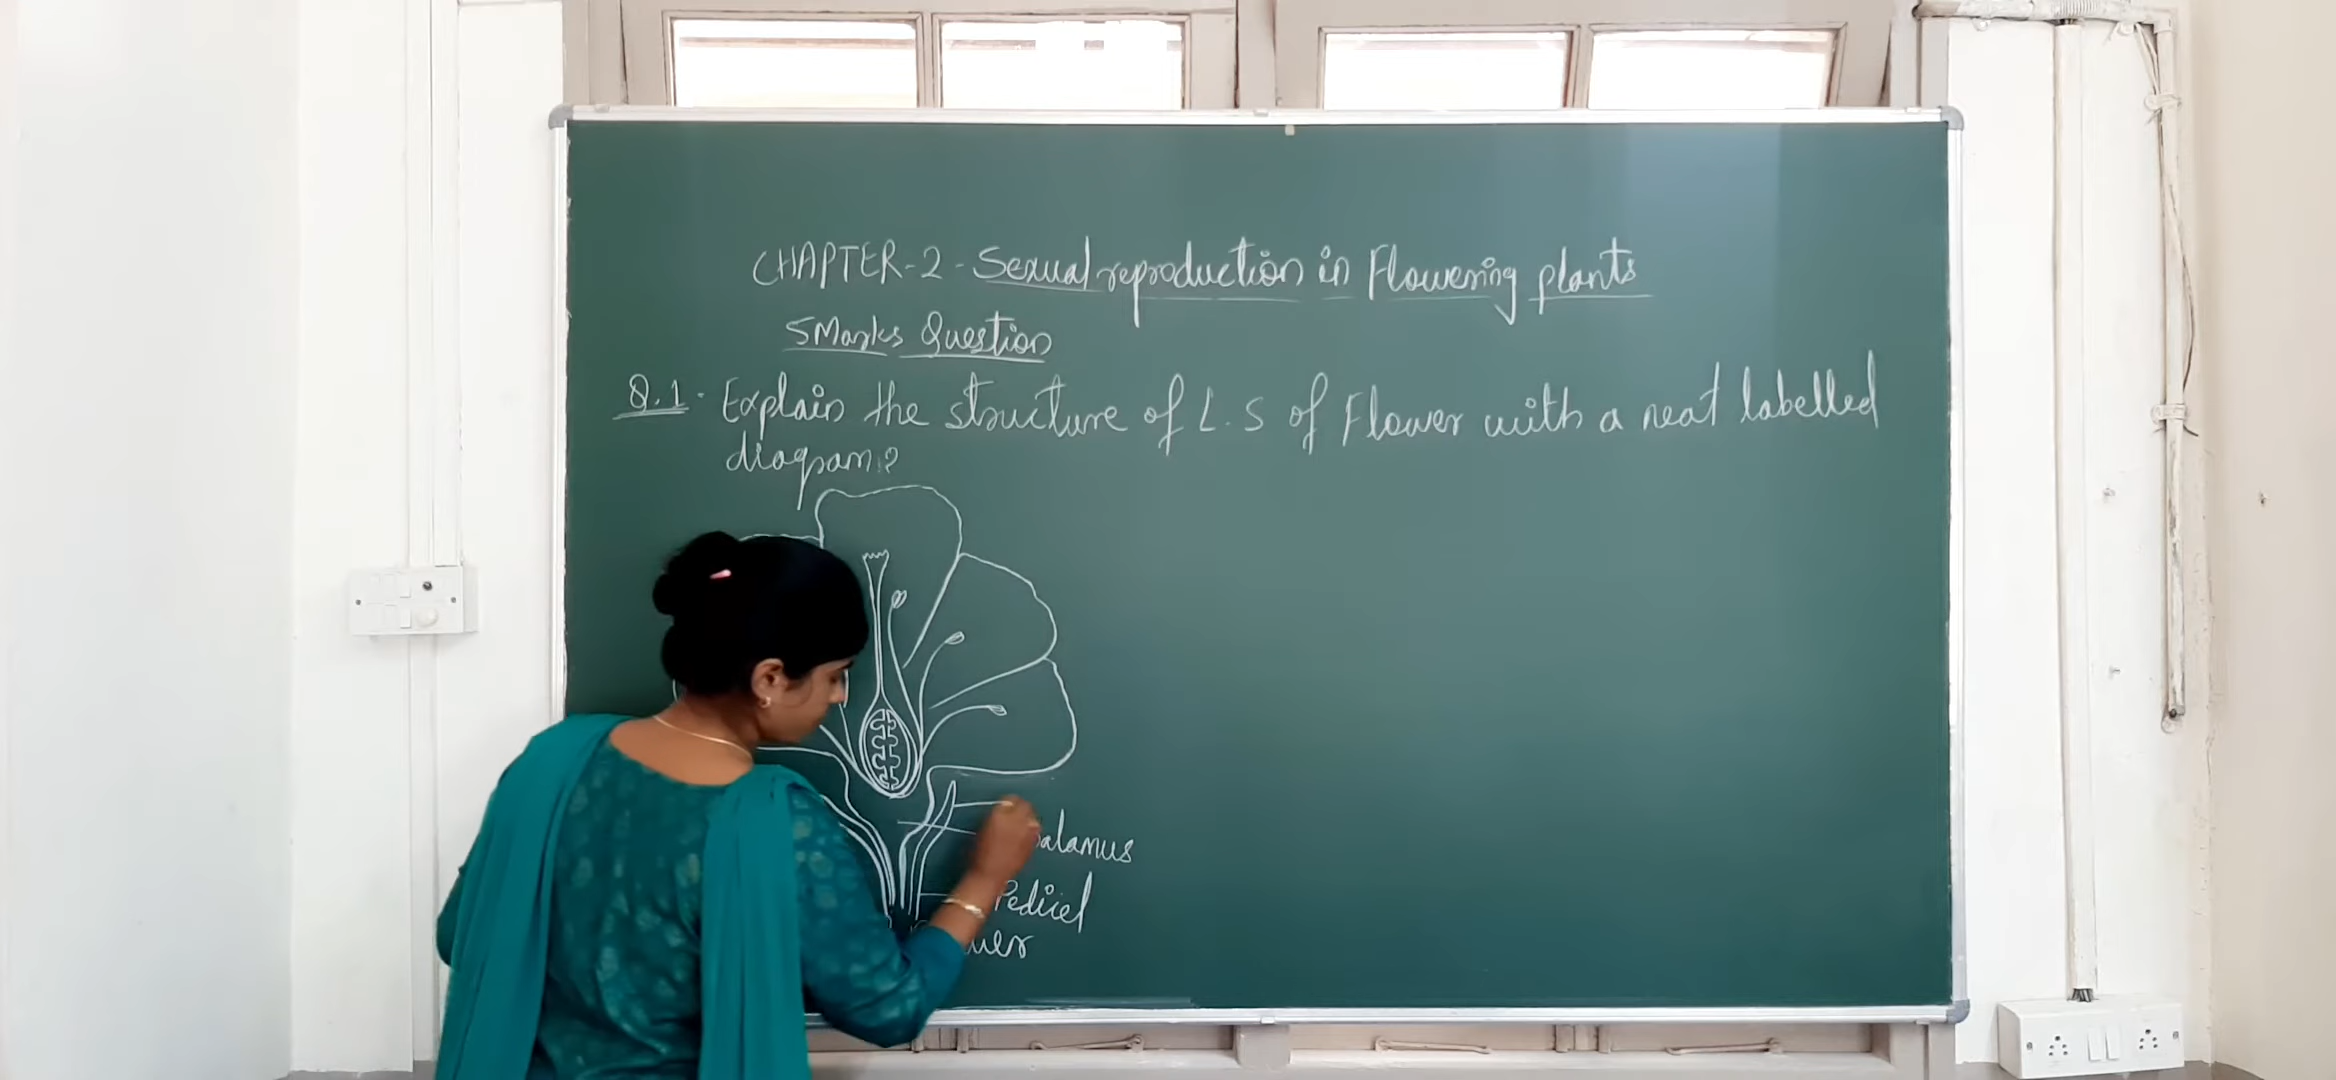 CHAPTER-2-Sexual reproduction in Flowering plants
5Marks Question
Q.1. Explain the structure of L.S of Flower with a neat labelled
diagram?
Pedicel